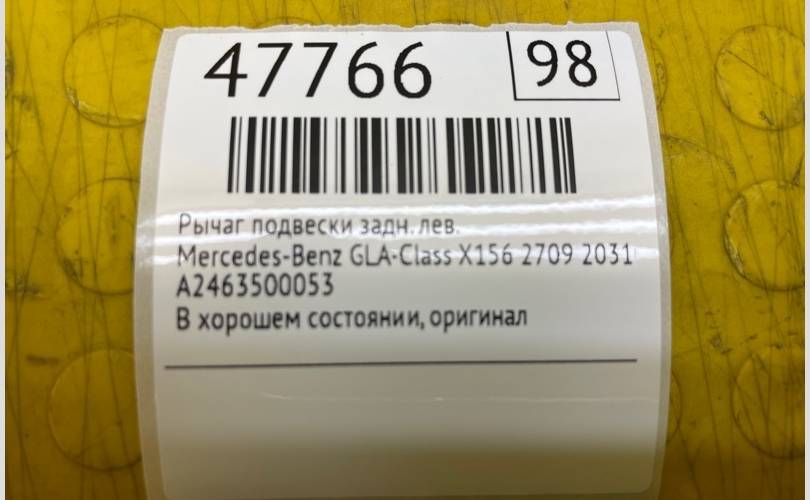 47766
98
Рычаг подвески задн. лев.
Mercedes-Benz GLA-Class X156 2709 2031
A2463500053
В хорошем состоянии, оригинал